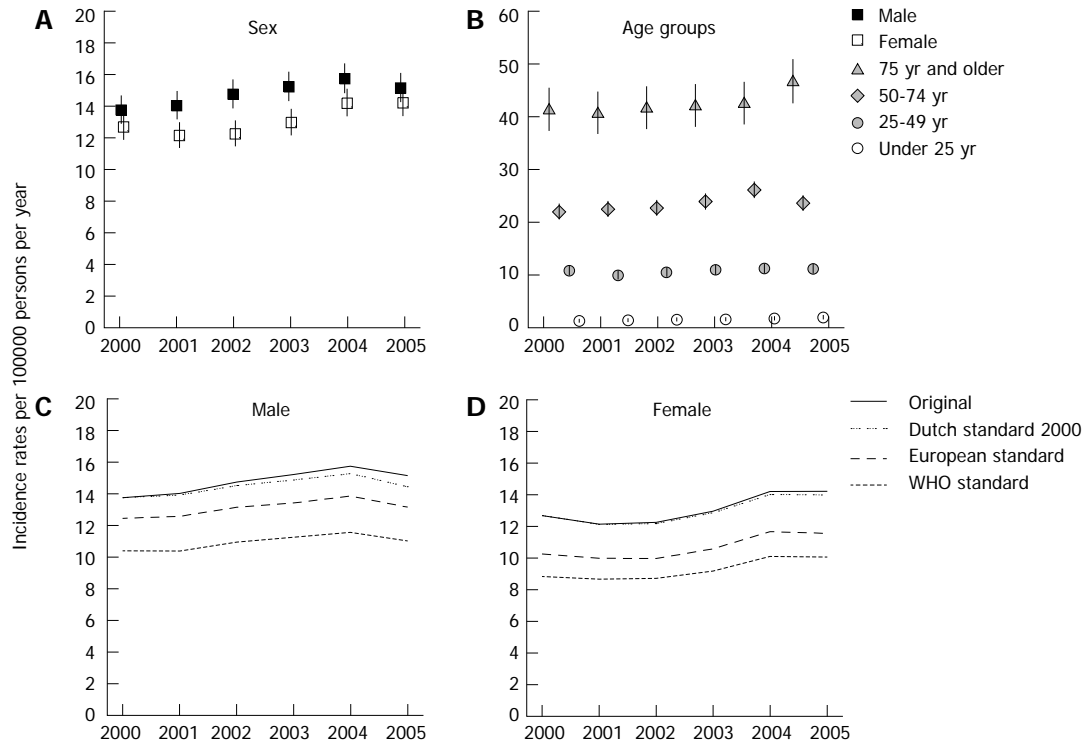 Incidence rates per 100000 persons per year
A
Sex
20
18
16
14
12
10
8
6
4
2
0
2000 2001 2002 2003 2004 2005
B
Age groups
60
50
40
30
20
10
0
2000 2001 2002 2003 2004 2005
Male
Female
75 yr and older
50-74 yr
25-49 yr
Under 25 yr
C
Male
20
18
16
14
12
10
8
6
4
2
0
2000 2001 2002 2003 2004 2005
D
Female
20
18
16
14
12
10
8
6
4
2
0
2000 2001 2002 2003 2004 2005
Original
Dutch standard 2000
European standard
WHO standard